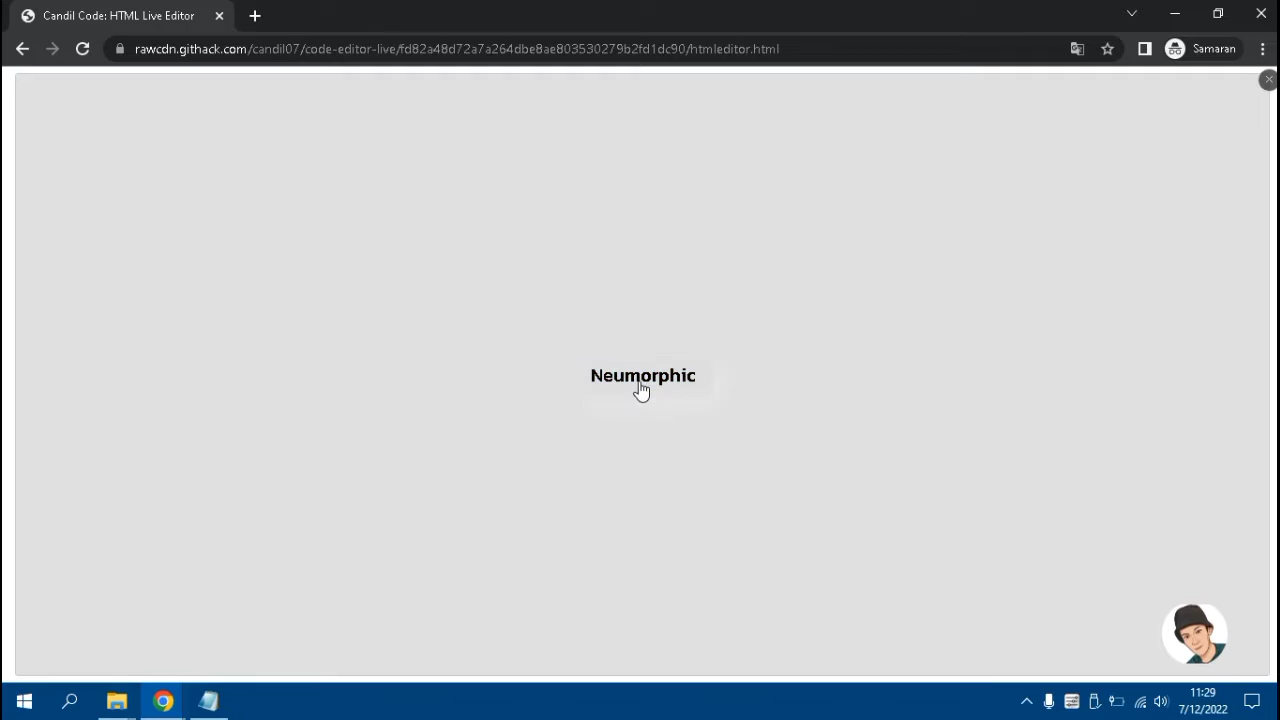 Candil Code: HTML Live Editor
rawcdn.githack.com/candil07/code-editor-live/fd82a48d72a7a264dbe8ae803530279b2fd1dc90/htmleditor.html
Samaran
Neumorphic
11:29
7/12/2022